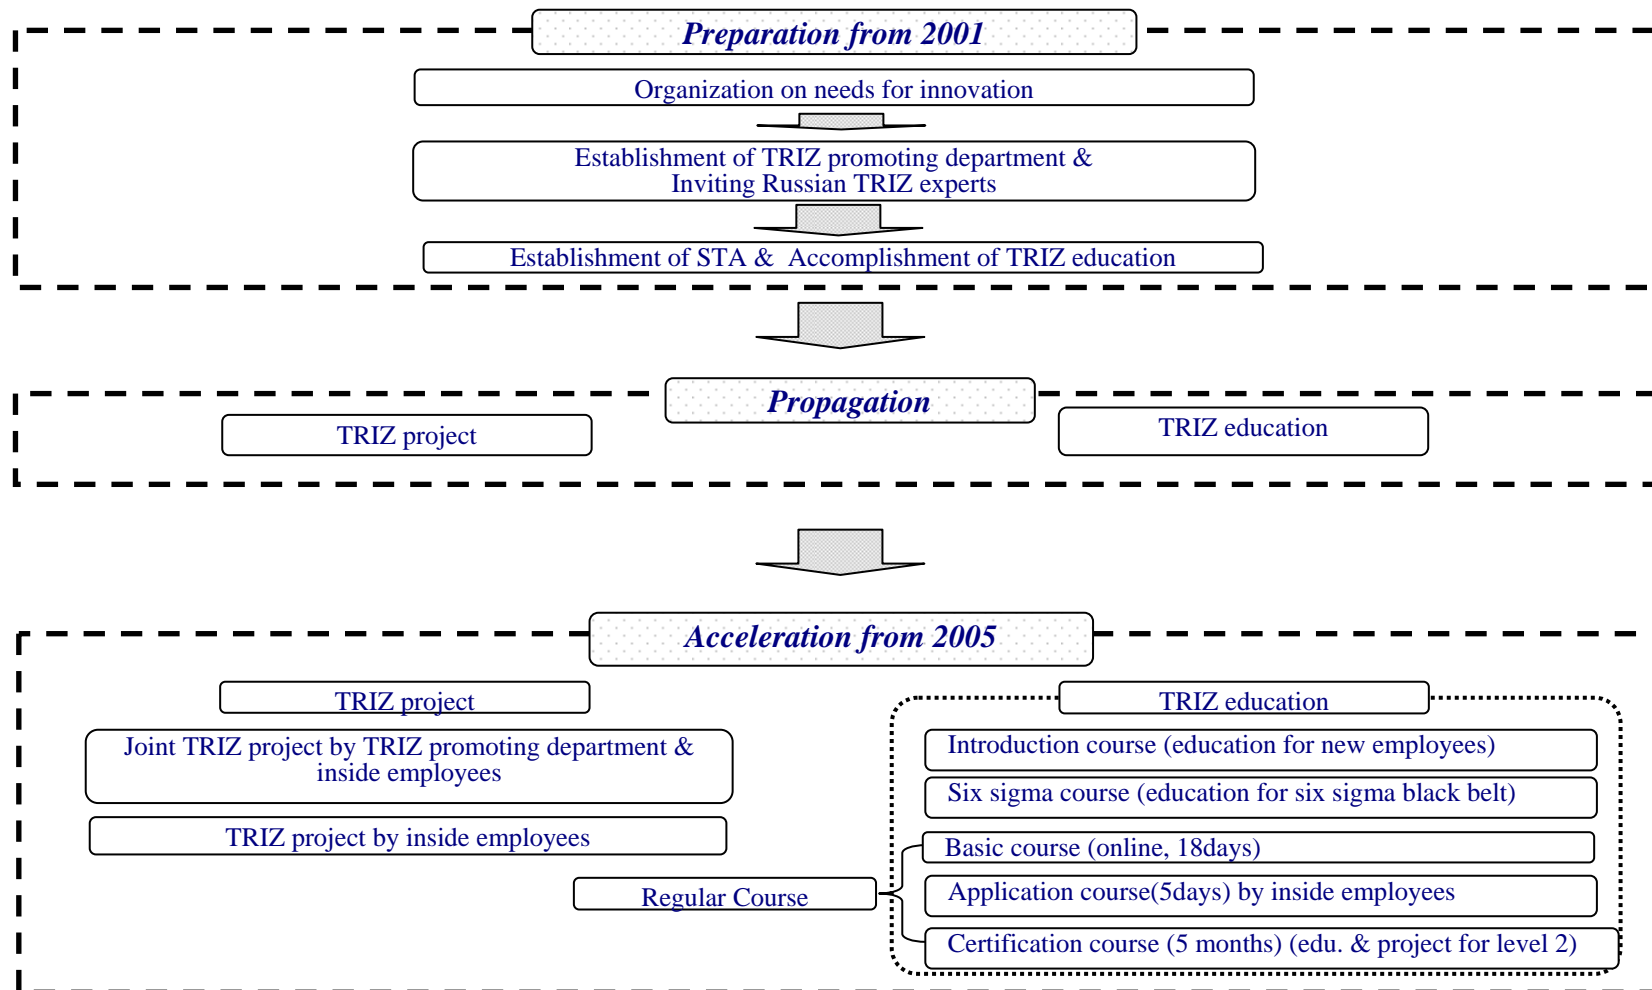 Preparation from 2001
Organization on needs for innovation
Establishment of TRIZ promoting department &
Inviting Russian TRIZ experts
Establishment of STA & Accomplishment of TRIZ education
Propagation
TRIZ project
TRIZ education
Acceleration from 2005
TRIZ project
Joint TRIZ project by TRIZ promoting department &
inside employees
TRIZ project by inside employees
TRIZ education
Introduction course (education for new employees)
Six sigma course (education for six sigma black belt)
Regular Course
Basic course (online, 18days)
Application course(5days) by inside employees
Certification course (5 months) (edu. & project for level 2)